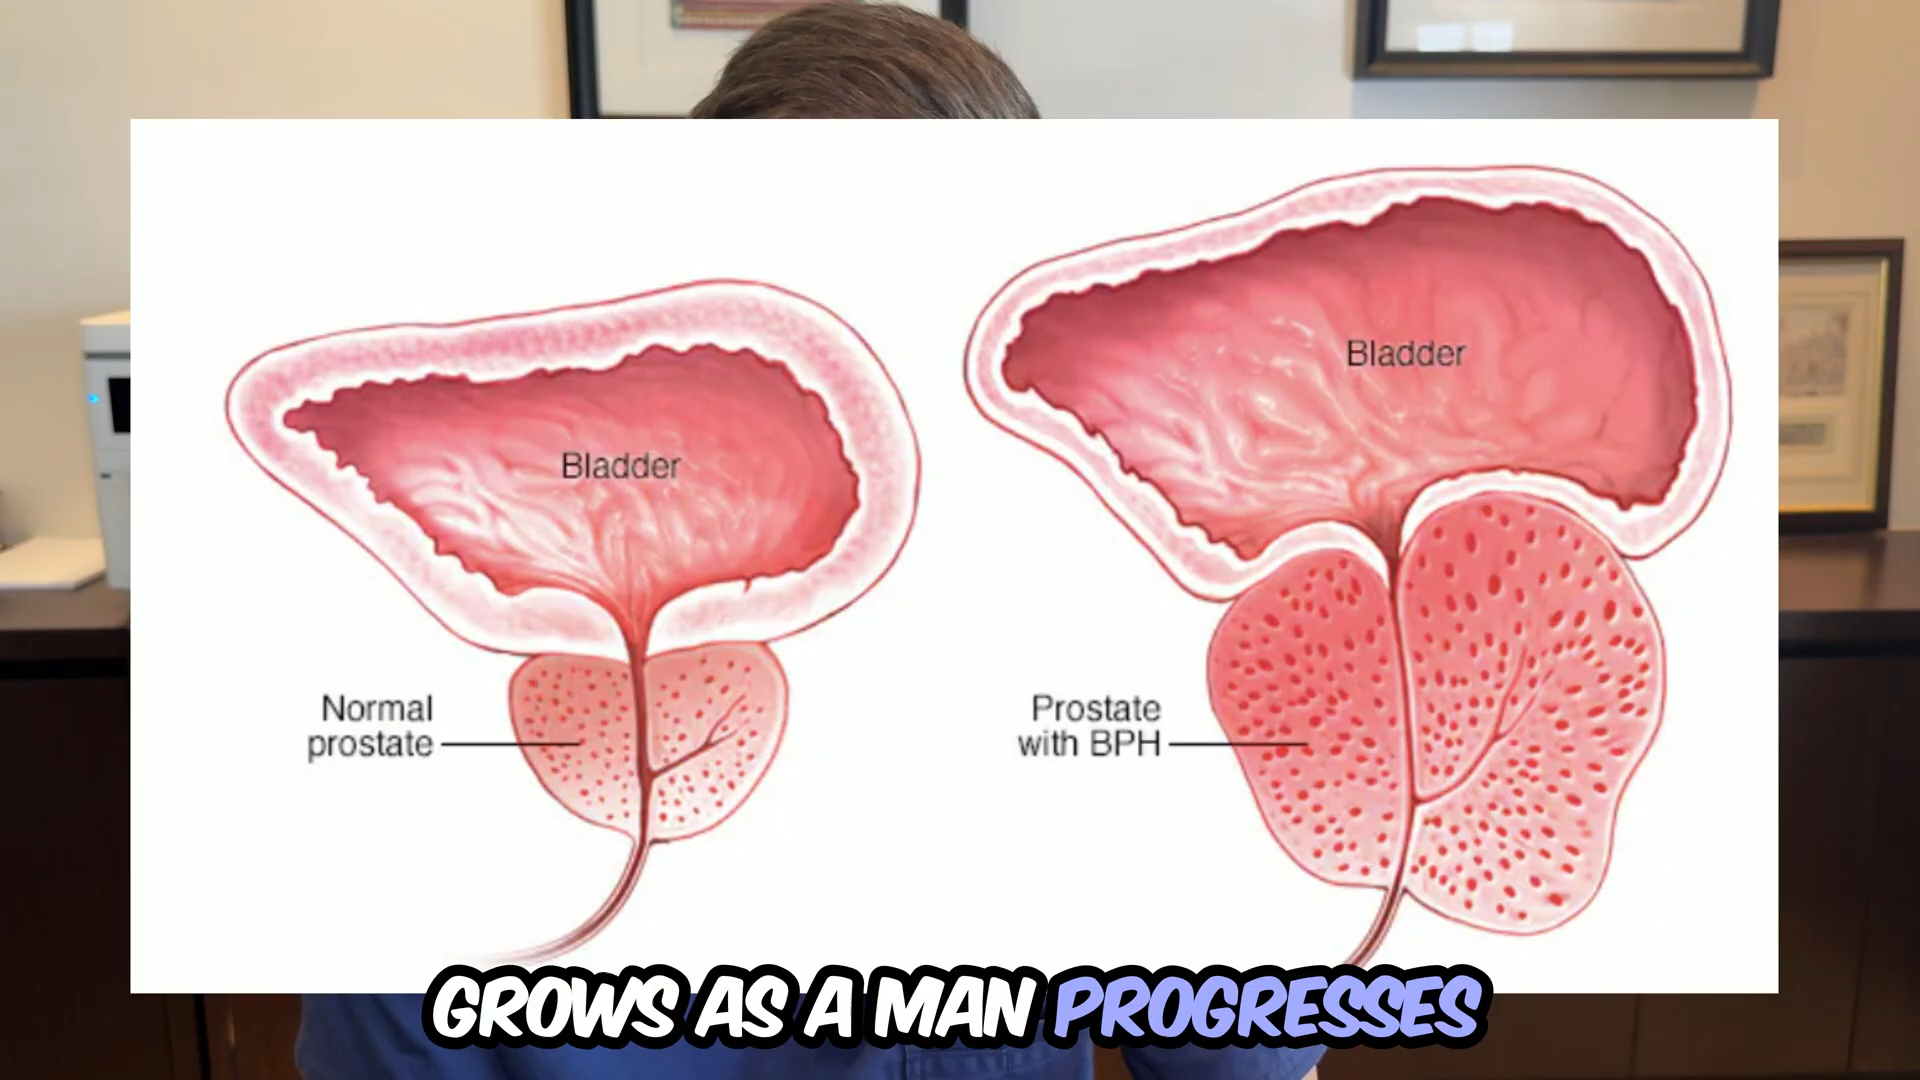 Bladder
Normal
prostate
Bladder
Prostate
with BPH
GROWS AS A MAN PROGRESSES